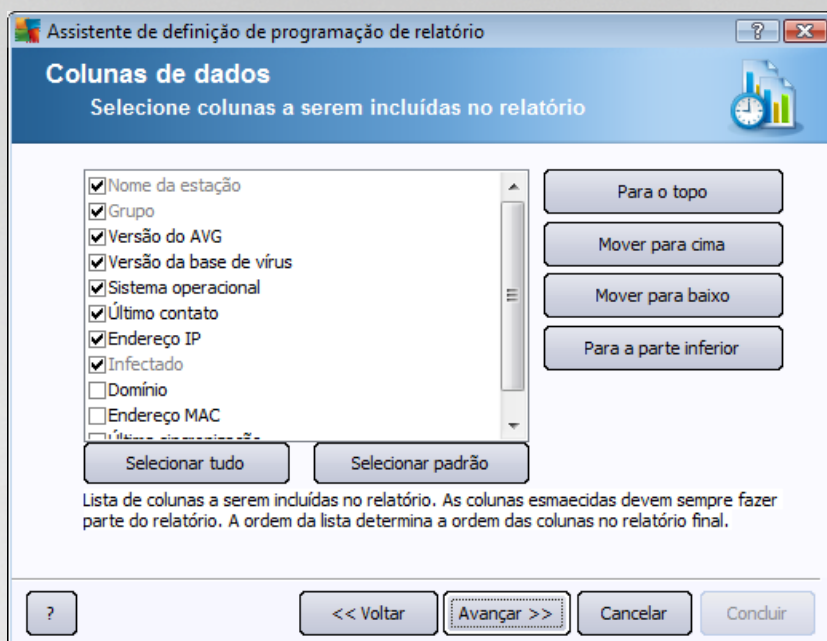 Assistente de definição de programação de relatório
Colunas de dados
Selecione colunas a serem incluídas no relatório
Nome da estação
Grupo
Versão do AVG
Versão da base de vírus
Sistema operacional
Último contato
Endereço IP
Infectado
Domínio
Endereço MAC
Para o topo
Mover para cima
Mover para baixo
Para a parte inferior
Selecionar tudo
Selecionar padrão
Lista de colunas a serem incluídas no relatório. As colunas esmaecidas devem sempre fazer
parte do relatório. A ordem da lista determina a ordem das colunas no relatório final.
?
<< Voltar
Avançar >>
Cancelar
Concluir